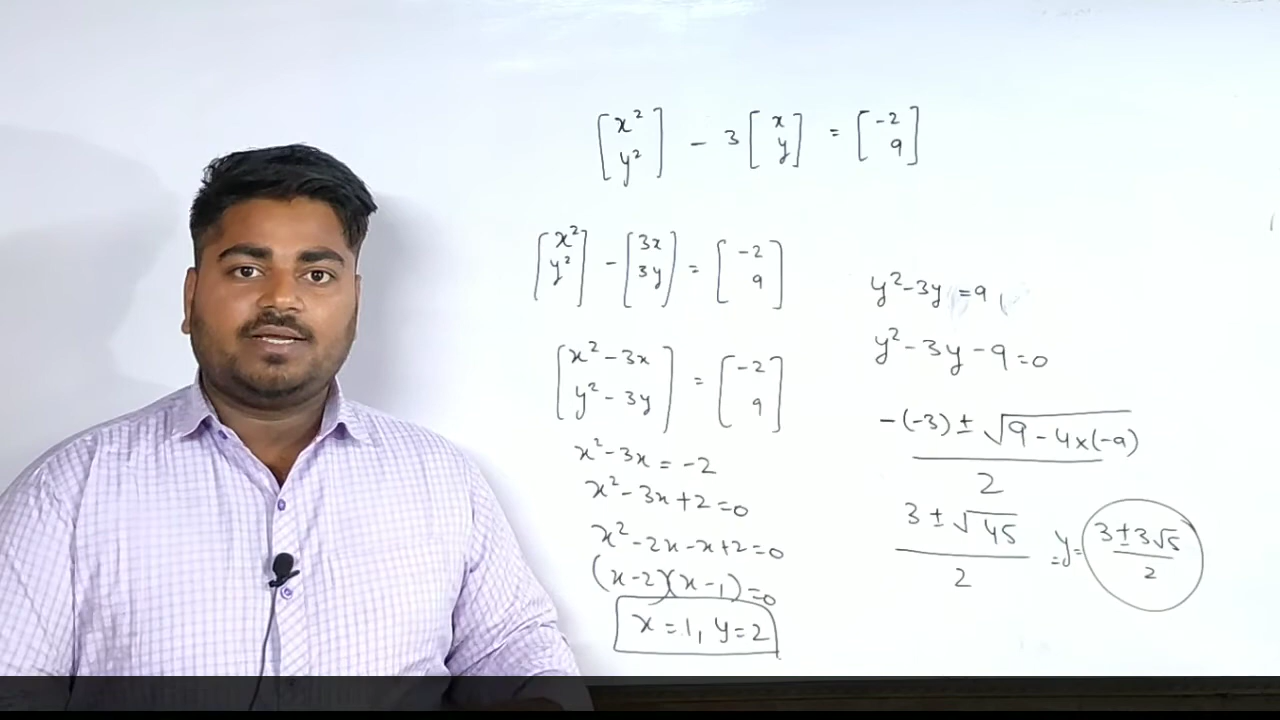 [x² y²] - 3 [x y] = [-2 9]
[x² y²] - [3x 3y] = [-2 9]
[x² - 3x y² - 3y] = [-2 9]
x² - 3x = -2
x² - 3x + 2 = 0
x² - 2x - x + 2 = 0
(x - 2)(x - 1) = 0
x = 1, y = 2
y² - 3y = 9
y² - 3y - 9 = 0
-(-3) ± √9 - 4x(-9)
2
3 ± √45
2
= y = 3 ± 3√5
2